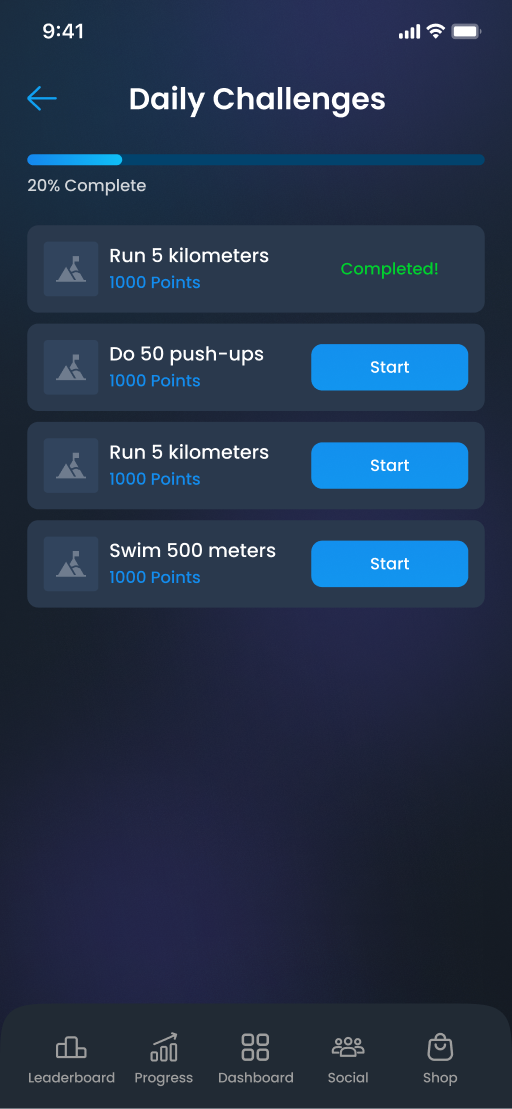 9:41
Daily Challenges
20% Complete
Run 5 kilometers
1000 Points
Completed!
Do 50 push-ups
1000 Points
Start
Run 5 kilometers
1000 Points
Start
Swim 500 meters
1000 Points
Start
Leaderboard
Progress
Dashboard
Social
Shop